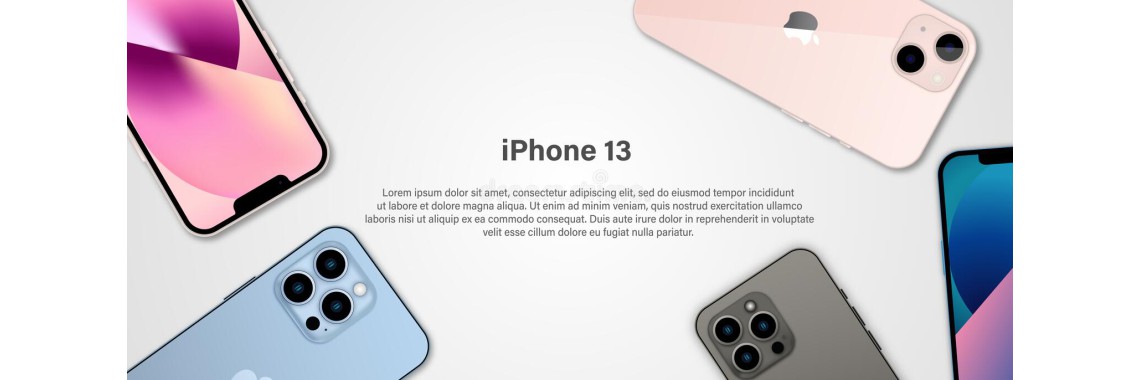 iPhone 13
Lorem ipsum dolor sit amet, consectetur adipiscing elit, sed do eiusmod tempor incididunt
ut labore et dolore magna aliqua. Ut enim ad minim veniam, quis nostrud exercitation ullamco
laboris nisi ut aliquip ex ea commodo consequat. Duis aute irure dolor in reprehenderit in voluptate
velit esse cillum dolore eu fugiat nulla pariatur.